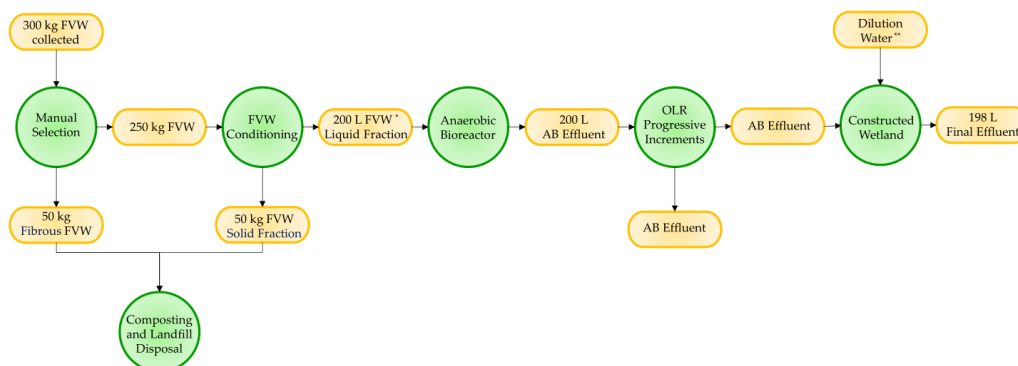 300 kg FVW
collected
Dilution
Water **
Manual
Selection
250 kg FVW
FVW
Conditioning
200 L FVW *
Liquid Fraction
Anaerobic
Bioreactor
200 L
AB Effluent
OLR
Progressive
Increments
AB Effluent
Constructed
Wetland
198 L
Final Effluent
50 kg
Fibrous FVW
50 kg FVW
Solid Fraction
AB Effluent
Composting
and Landfill
Disposal